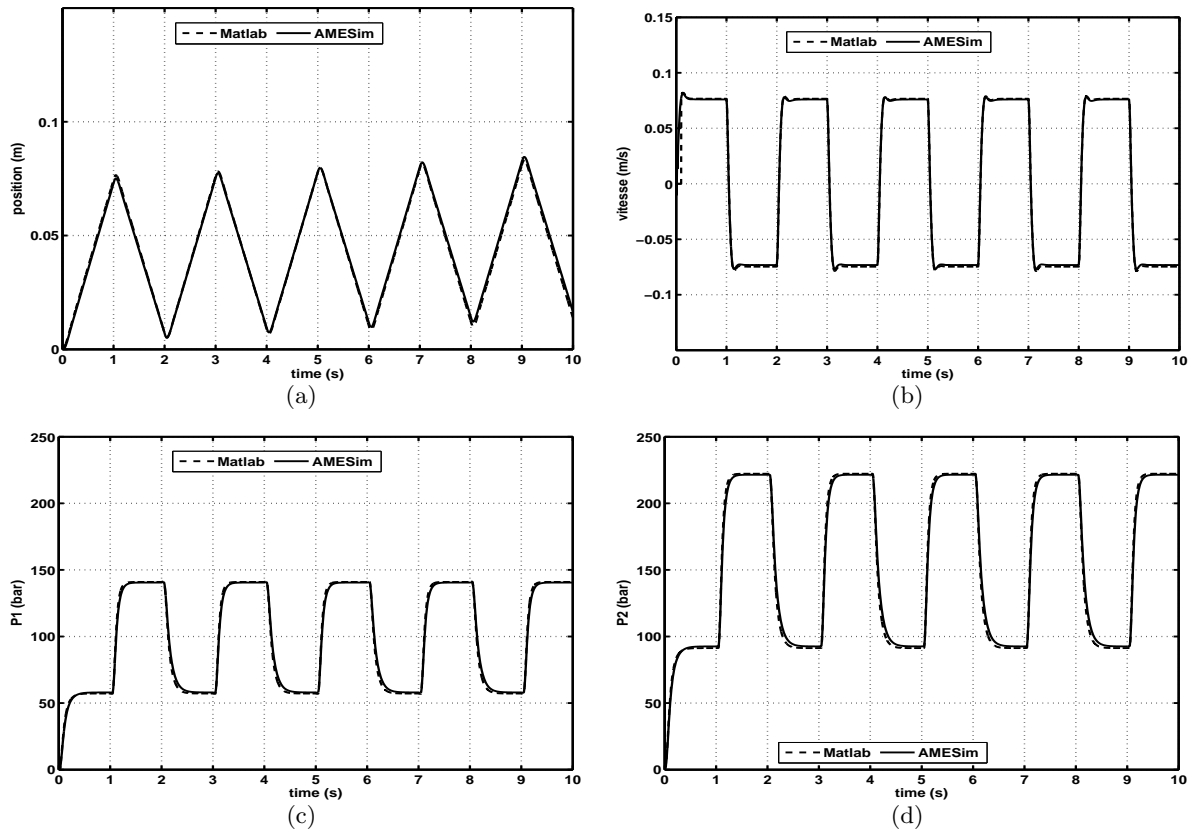 Matlab AMESim
position (m)
0.1
0.05
0
0 1 2 3 4 5 6 7 8 9 10
time (s)
(a)
Matlab AMESim
vitesse (m/s)
0.15
0.1
0.05
0
−0.05
−0.1
0 1 2 3 4 5 6 7 8 9 10
time (s)
(b)
Matlab AMESim
P1 (bar)
250
200
150
100
50
0
0 1 2 3 4 5 6 7 8 9 10
time (s)
(c)
P2 (bar)
250
200
150
100
50
0
Matlab AMESim
0 1 2 3 4 5 6 7 8 9 10
time (s)
(d)